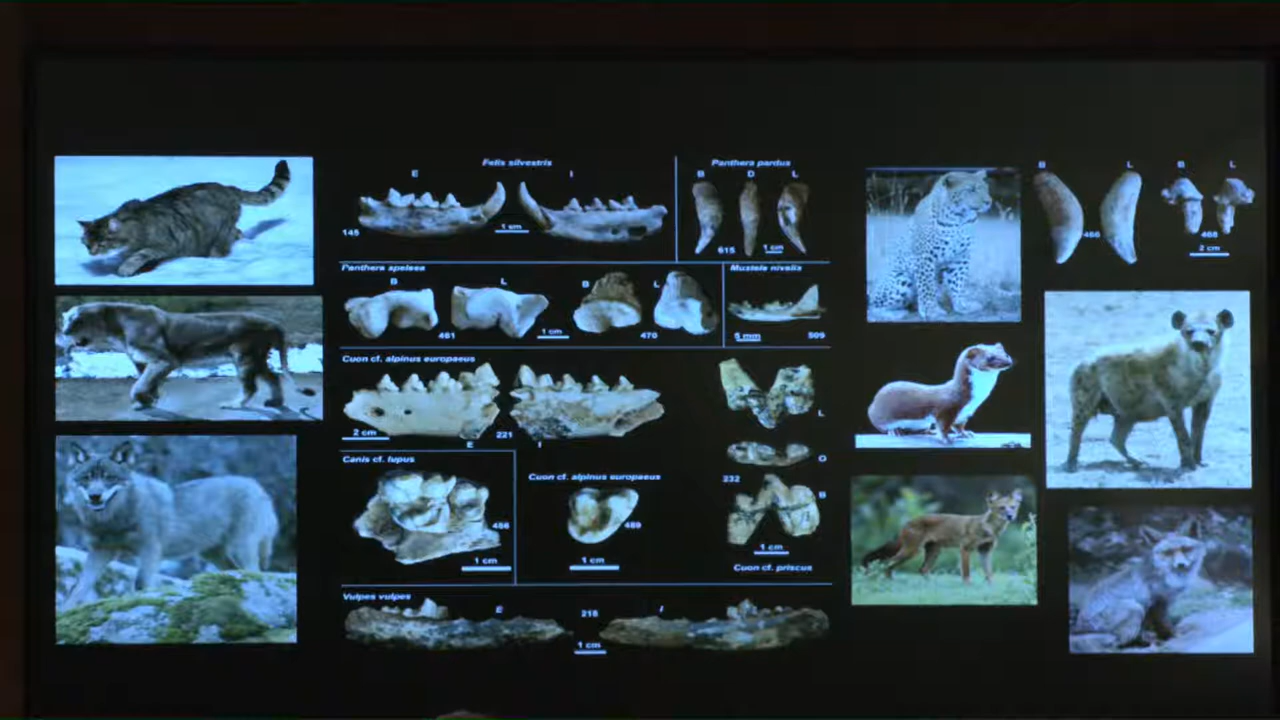 Felis silvestris
E I
145
1 cm
Panthera pardus
B D L
615
1 cm
B L B L
466
468
2 cm
Panthera spelaea
B L B L
461
1 cm
470
Mustela nivalis
5 mm
509
Cuon cf. alpinus europaeus
2 cm
E 221 I
L
O
232
B
1 cm
Cuon cf. priscus
Canis cf. lupus
486
1 cm
Cuon cf. alpinus europaeus
489
1 cm
Vulpes vulpes
E 218 I
1 cm